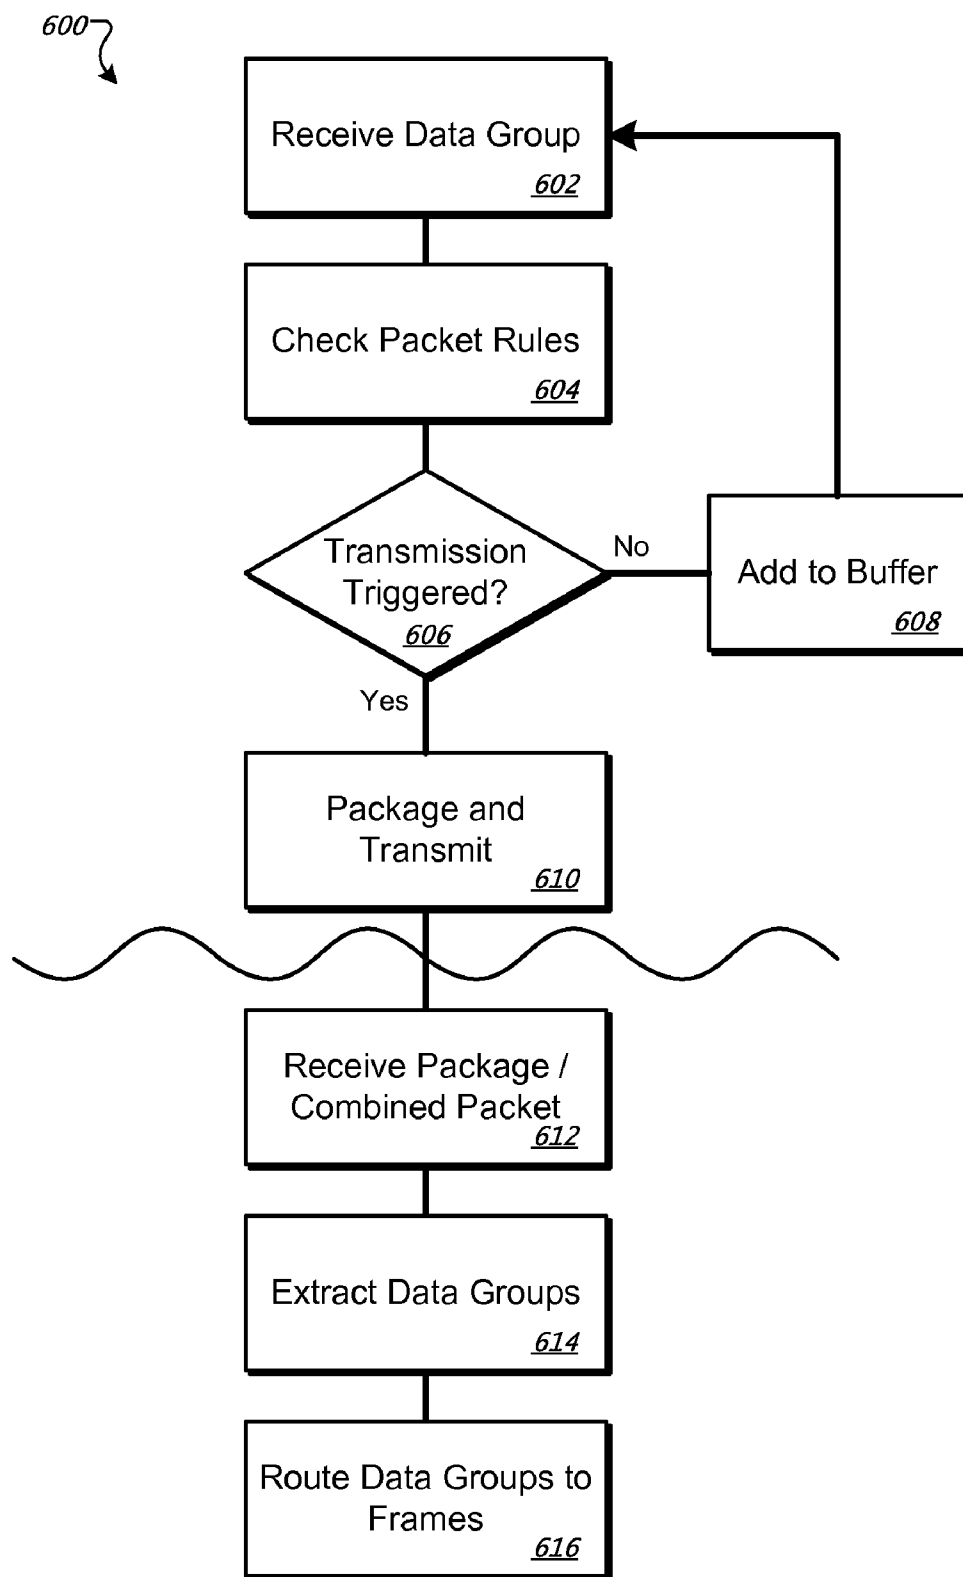 600
Receive Data Group
602
Check Packet Rules
604
Transmission
Triggered?
606
No
Add to Buffer
608
Yes
Package and
Transmit
610
Receive Package /
Combined Packet
612
Extract Data Groups
614
Route Data Groups to
Frames
616